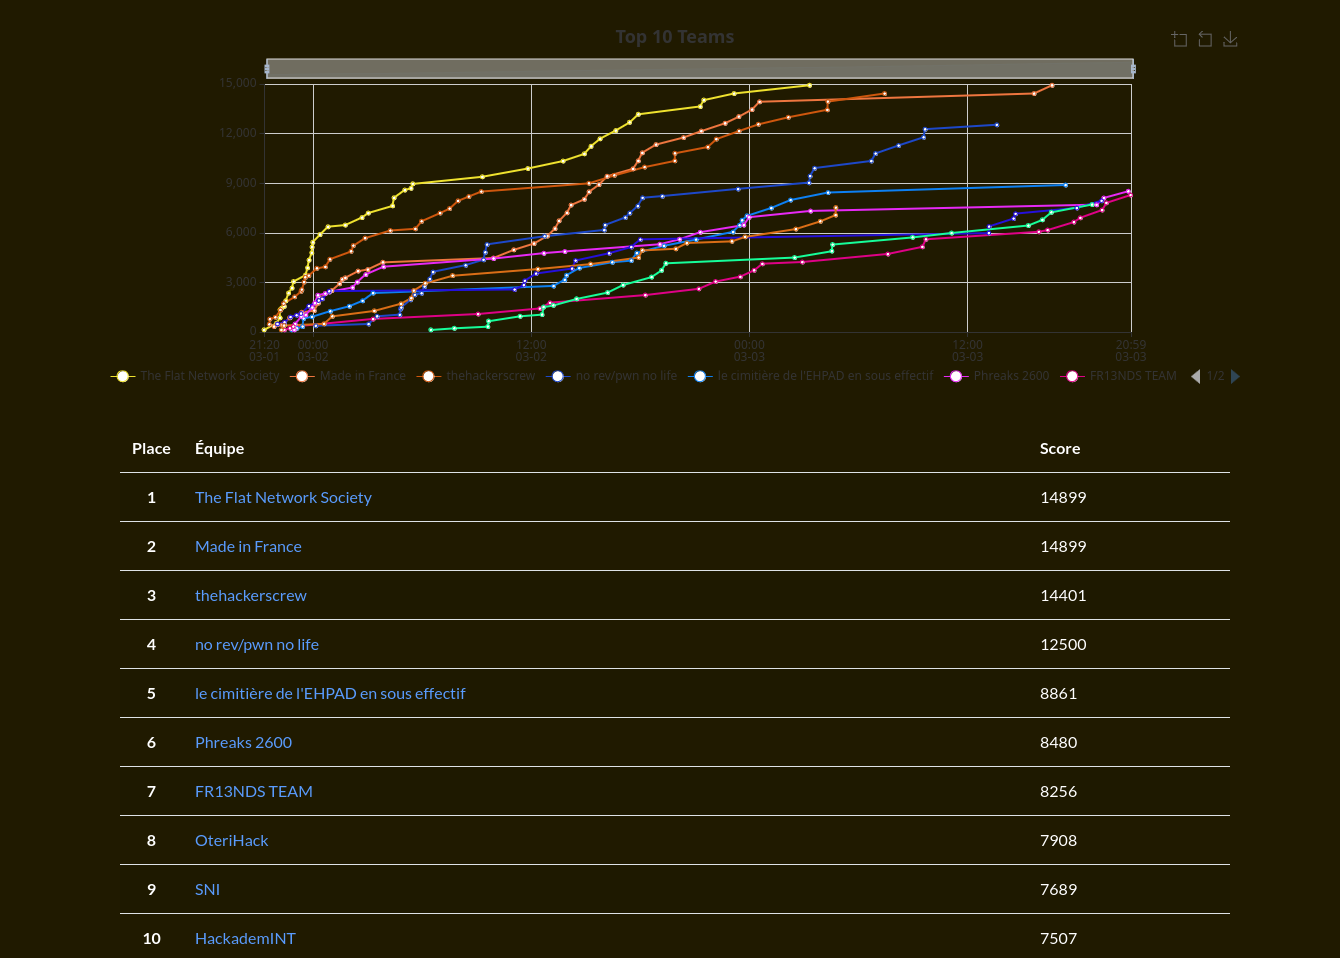 Top 10 Teams
15,000
12,000
9,000
6,000
3,000
0
21:20 00:00 12:00 00:00 12:00 20:59
03-01 03-02 03-02 03-03 03-03 03-03
The Flat Network Society Made in France thehackerscrew no rev/pwn no life le cimitière de l'EHPAD en sous effectif Phreaks 2600 FR13NDS TEAM 1/2
Place Équipe Score
1 The Flat Network Society 14899
2 Made in France 14899
3 thehackerscrew 14401
4 no rev/pwn no life 12500
5 le cimitière de l'EHPAD en sous effectif 8861
6 Phreaks 2600 8480
7 FR13NDS TEAM 8256
8 OteriHack 7908
9 SNI 7689
10 HackademINT 7507